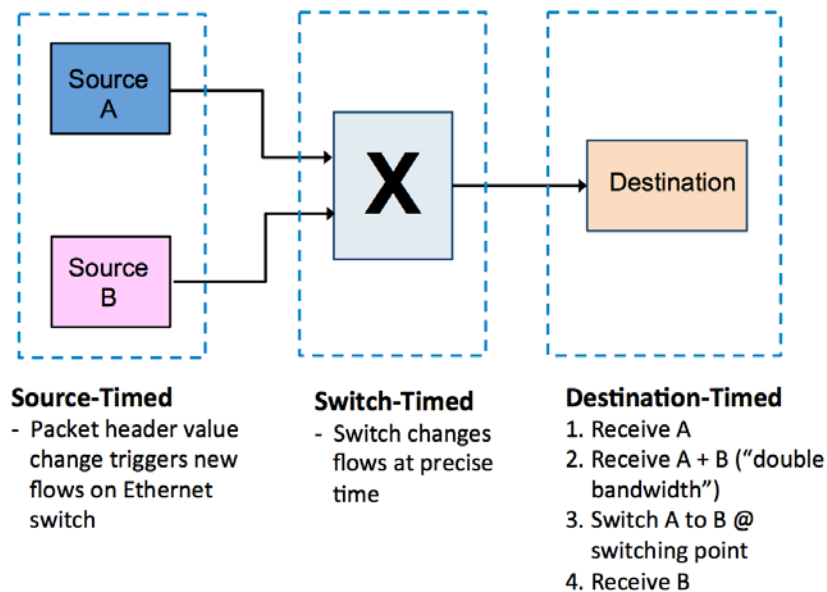 Source
A
X
Destination
Source
B
Source-Timed
- Packet header value
change triggers new
flows on Ethernet
switch
Switch-Timed
- Switch changes
flows at precise
time
Destination-Timed
1. Receive A
2. Receive A + B (“double
bandwidth”)
3. Switch A to B @
switching point
4. Receive B